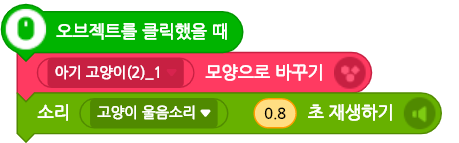 오브젝트를 클릭했을 때
아기 고양이(2)_1 모양으로 바꾸기
소리 고양이 울음소리 0.8 초 재생하기